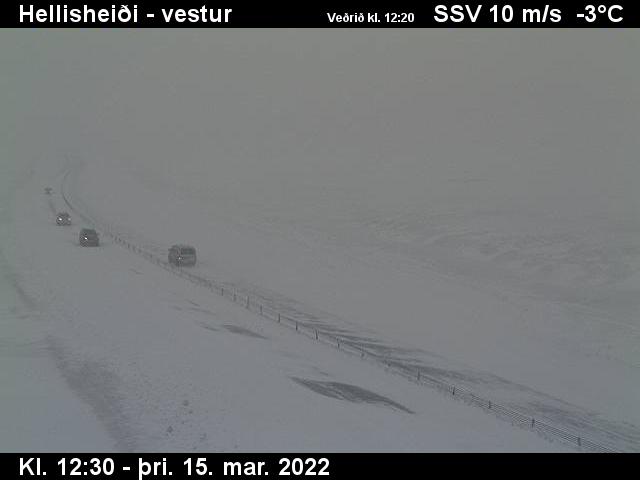 Hellisheiði - vestur Veðrið kl. 12:20 SSV 10 m/s -3°C
Kl. 12:30 - þri. 15. mar. 2022